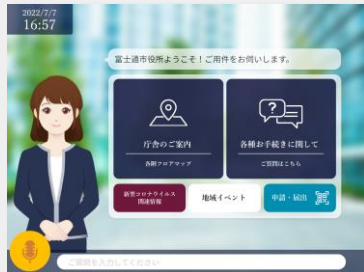 2022/7/7
16:57
富士通市役所ようこそ！ご用件をお伺いします。
庁舎のご案内
各階フロアマップ
各種お手続きに関して
ご質問はこちら
新型コロナウイルス
関連情報
地域イベント
申請・届出
ご質問を入力してください